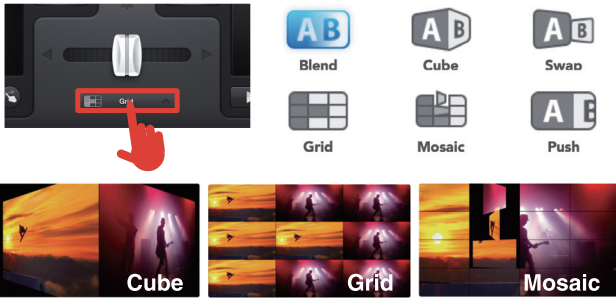 Grid
A B
Blend
A B
Cube
A B
Swap
Grid
Mosaic
A B
Push
Cube
Grid
Mosaic